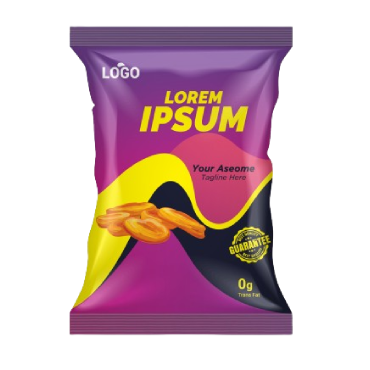 LOGO
LOREM
IPSUM
Your Aseome
Tagline Here
GUARANTEE
0g
Trans Fat